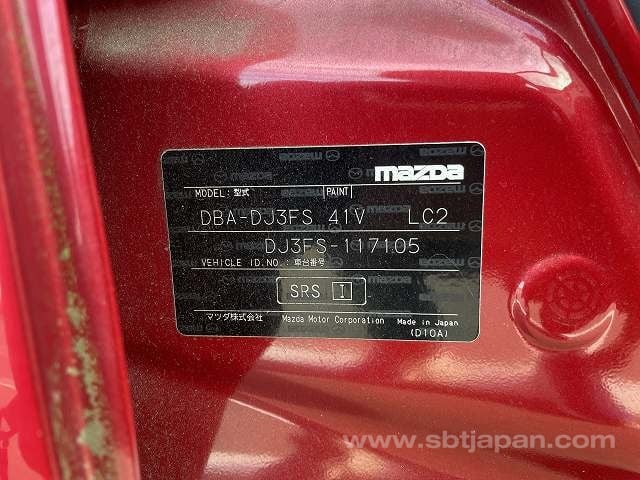 mazda
MODEL: 型式 PAINT
DBA-DJ3FS 41V LC2
DJ3FS-117105
VEHICLE ID.NO.: 車台番号
SRS I
マツダ株式会社 Mazda Motor Corporation Made in Japan
(D10A)
www.sbtjapan.com